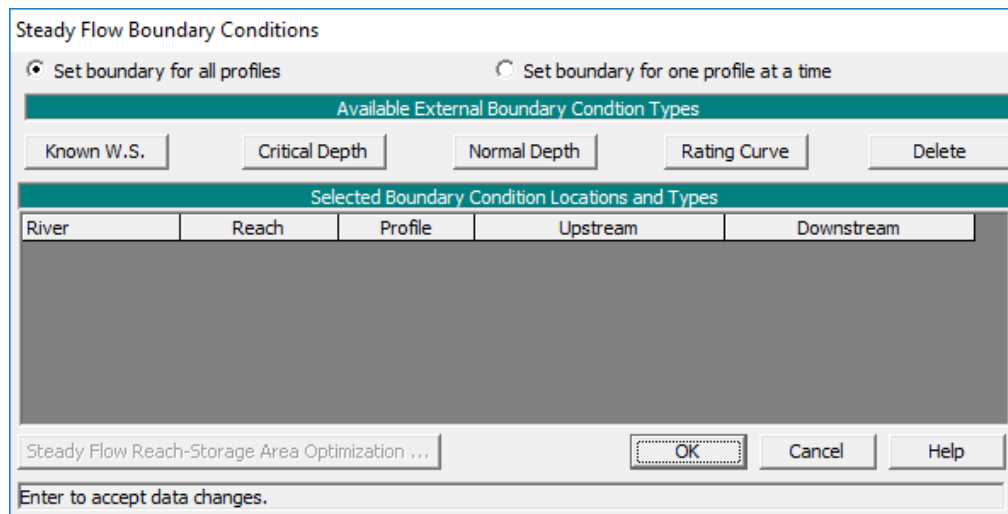 Steady Flow Boundary Conditions
Set boundary for all profiles Set boundary for one profile at a time
Available External Boundary Condtion Types
Known W.S. Critical Depth Normal Depth Rating Curve Delete
Selected Boundary Condition Locations and Types
River Reach Profile Upstream Downstream
Steady Flow Reach-Storage Area Optimization ... OK Cancel Help
Enter to accept data changes.